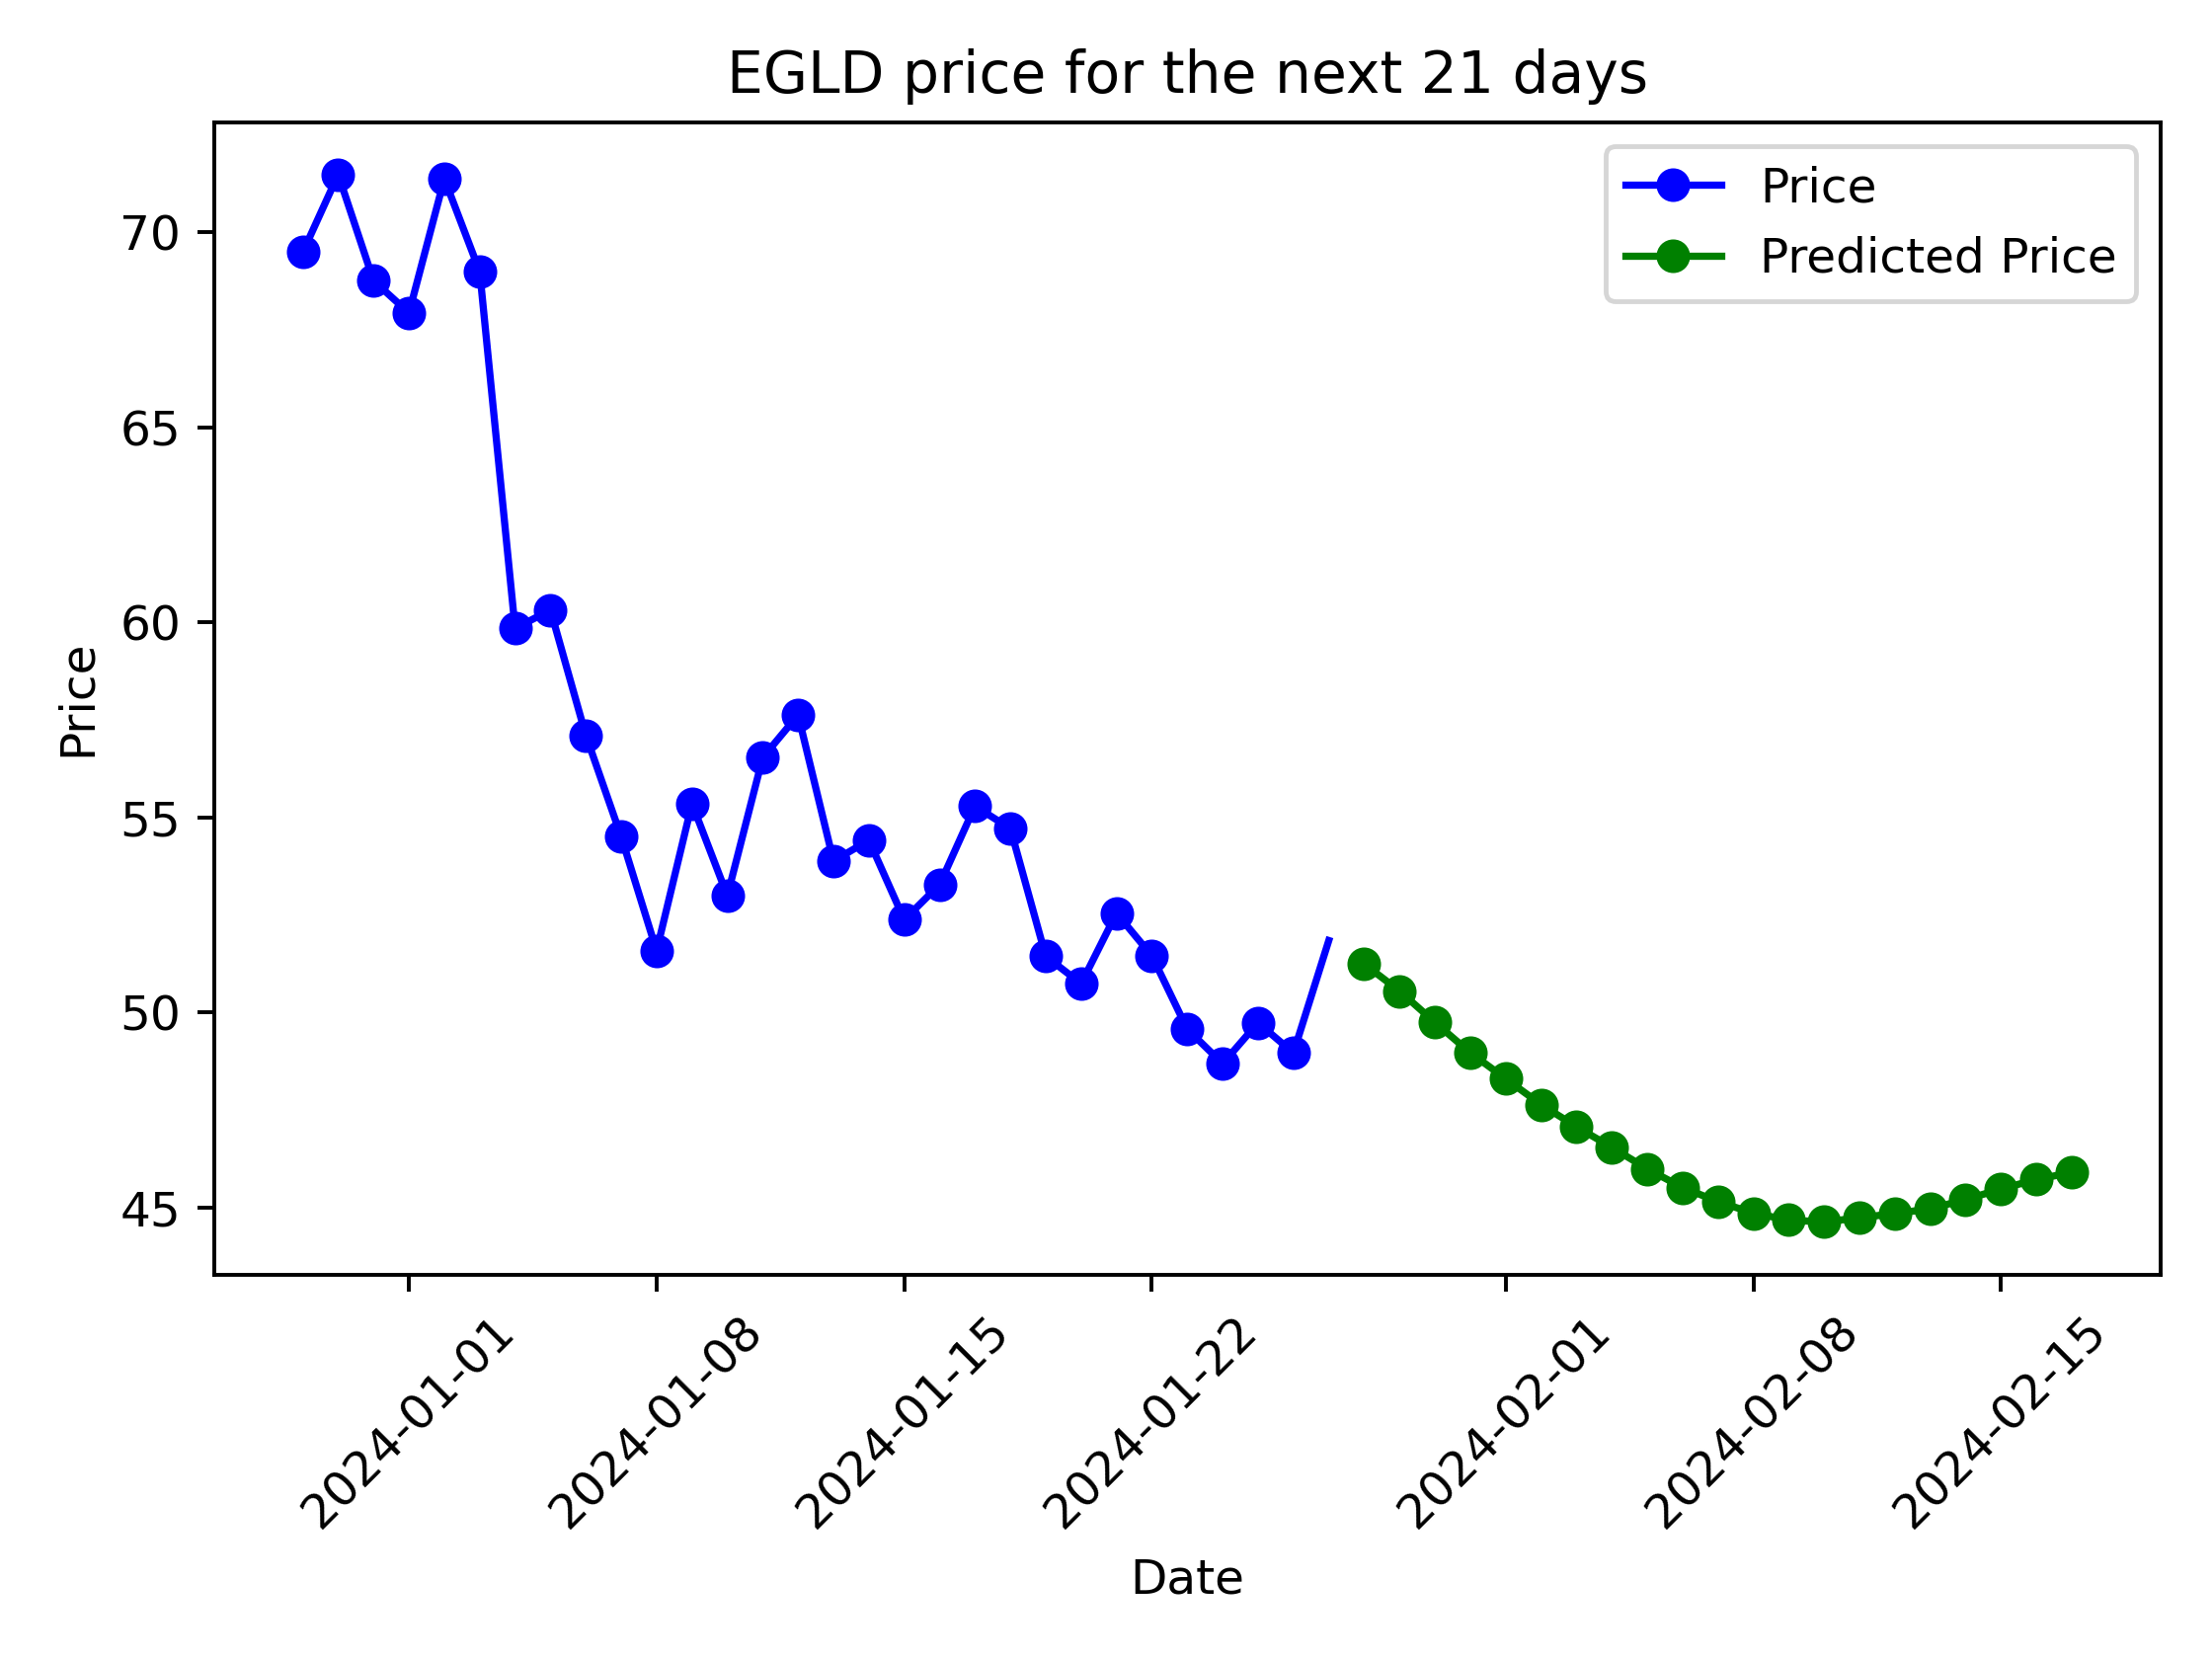 EGLD price for the next 21 days
Price
Predicted Price
70
65
60
55
50
45
Price
2024-01-01
2024-01-08
2024-01-15
2024-01-22
2024-02-01
2024-02-08
2024-02-15
Date